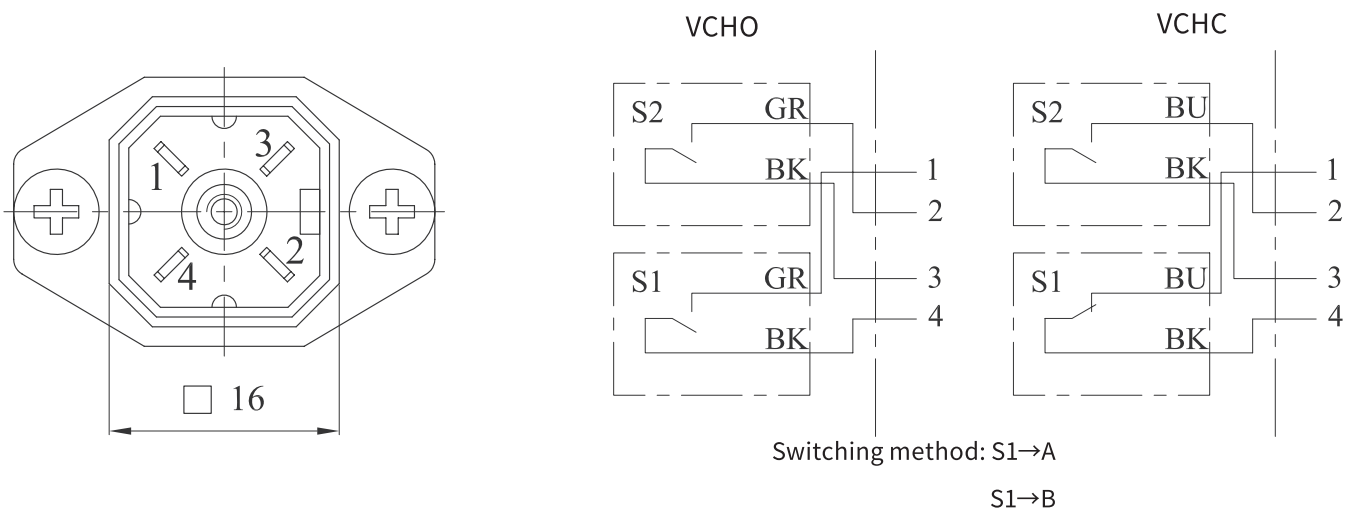 VCHO
VCHC
S2
GR
BK
1
2
S1
GR
BK
3
4
S2
BU
BK
1
2
S1
BU
BK
3
4
1
3
2
4
□ 16
Switching method: S1→A
S1→B